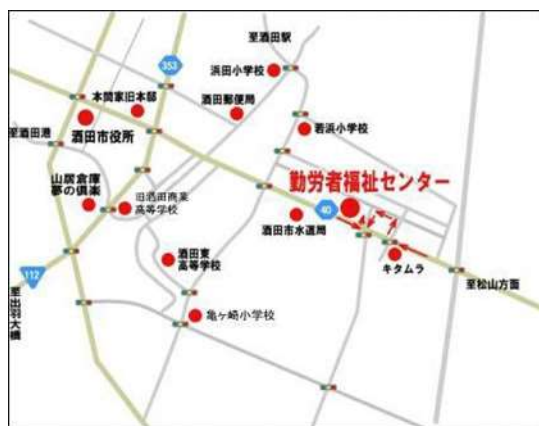 至酒田駅
353
浜田小学校
本間家旧本邸
酒田郵便局
酒田市役所
若浜小学校
至酒田港
山居倉庫
夢の倶楽
旧酒田商業
高等学校
勤労者福祉センター
40
酒田市水道局
酒田東
高等学校
キタムラ
112
至松山方面
至出羽大橋
亀ヶ崎小学校